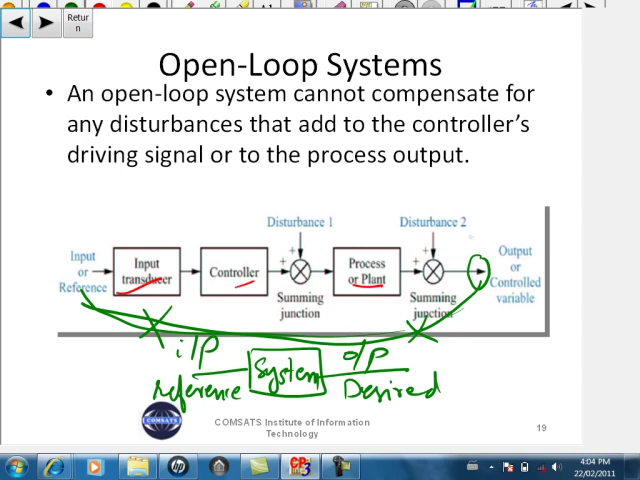 Retur
n
Open-Loop Systems
• An open-loop system cannot compensate for
any disturbances that add to the controller's
driving signal or to the process output.
Disturbance 1
Disturbance 2
Input
or
Reference
Input
transducer
Controller
+
+
Summing
junction
Process
or Plant
+
+
Summing
junction
Output
or
Controlled
variable
i/P
System
o/P
reference
Desired
COMSATS
COMSATS Institute of Information
Technology
19
4:04 PM
22/02/2011